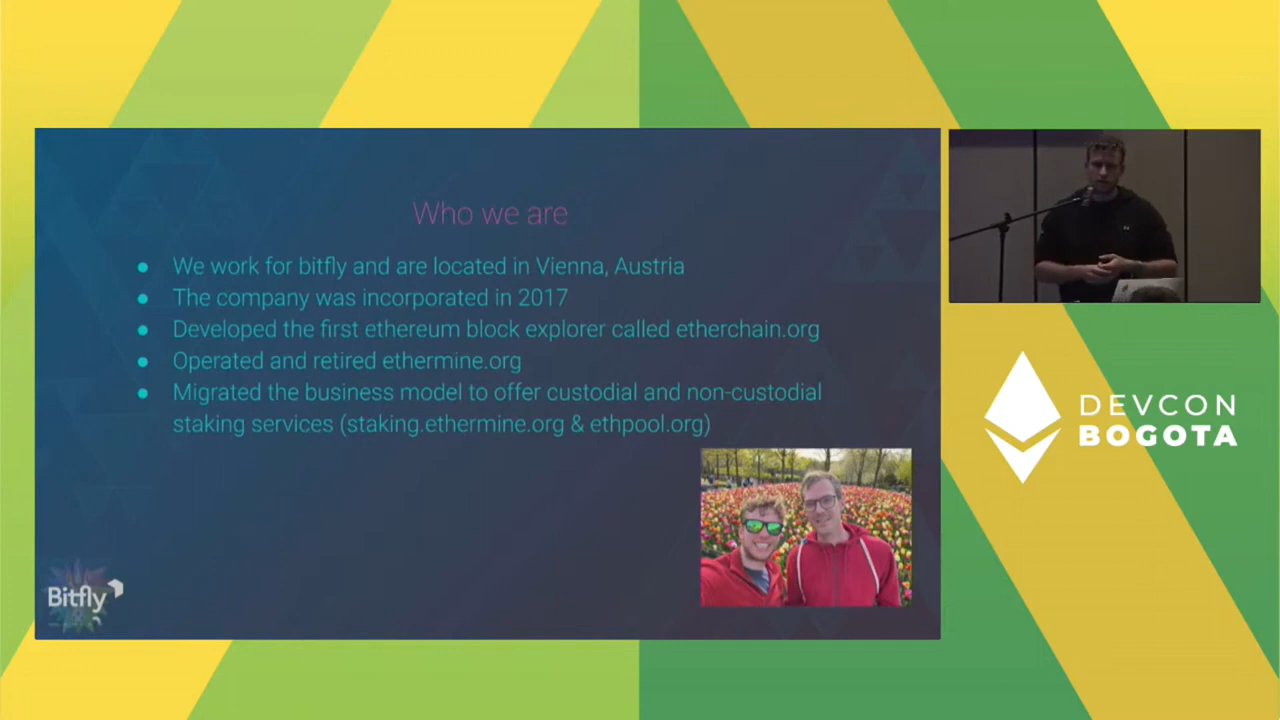 Who we are
● We work for bitfly and are located in Vienna, Austria
● The company was incorporated in 2017
● Developed the first ethereum block explorer called etherchain.org
● Operated and retired ethermine.org
● Migrated the business model to offer custodial and non-custodial
staking services (staking.ethermine.org & ethpool.org)
Bitfly
DEVCON
BOGOTA